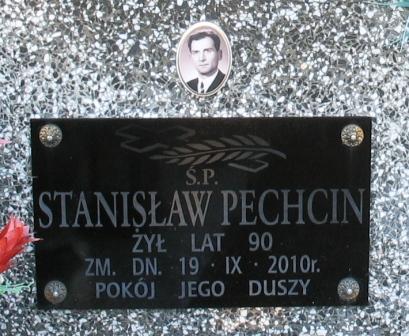 Ś.P.
STANISŁAW PECHCIN
ŻYŁ LAT 90
ZM. DN. 19 · IX · 2010r.
POKÓJ JEGO DUSZY